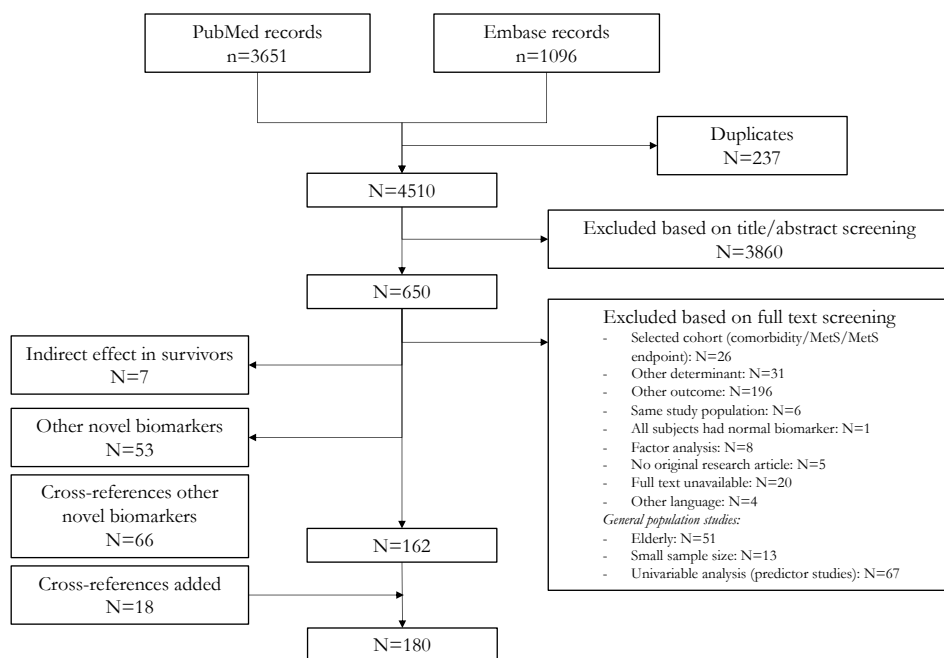 PubMed records
n=3651
Embase records
n=1096
Duplicates
N=237
N=4510
Excluded based on title/abstract screening
N=3860
N=650
Excluded based on full text screening
- Selected cohort (comorbidity/MetS/MetS
endpoint): N=26
- Other determinant: N=31
- Other outcome: N=196
- Same study population: N=6
- All subjects had normal biomarker: N=1
- Factor analysis: N=8
- No original research article: N=5
- Full text unavailable: N=20
- Other language: N=4
General population studies:
- Elderly: N=51
- Small sample size: N=13
- Univariable analysis (predictor studies): N=67
Indirect effect in survivors
N=7
Other novel biomarkers
N=53
Cross-references other
novel biomarkers
N=66
N=162
Cross-references added
N=18
N=180